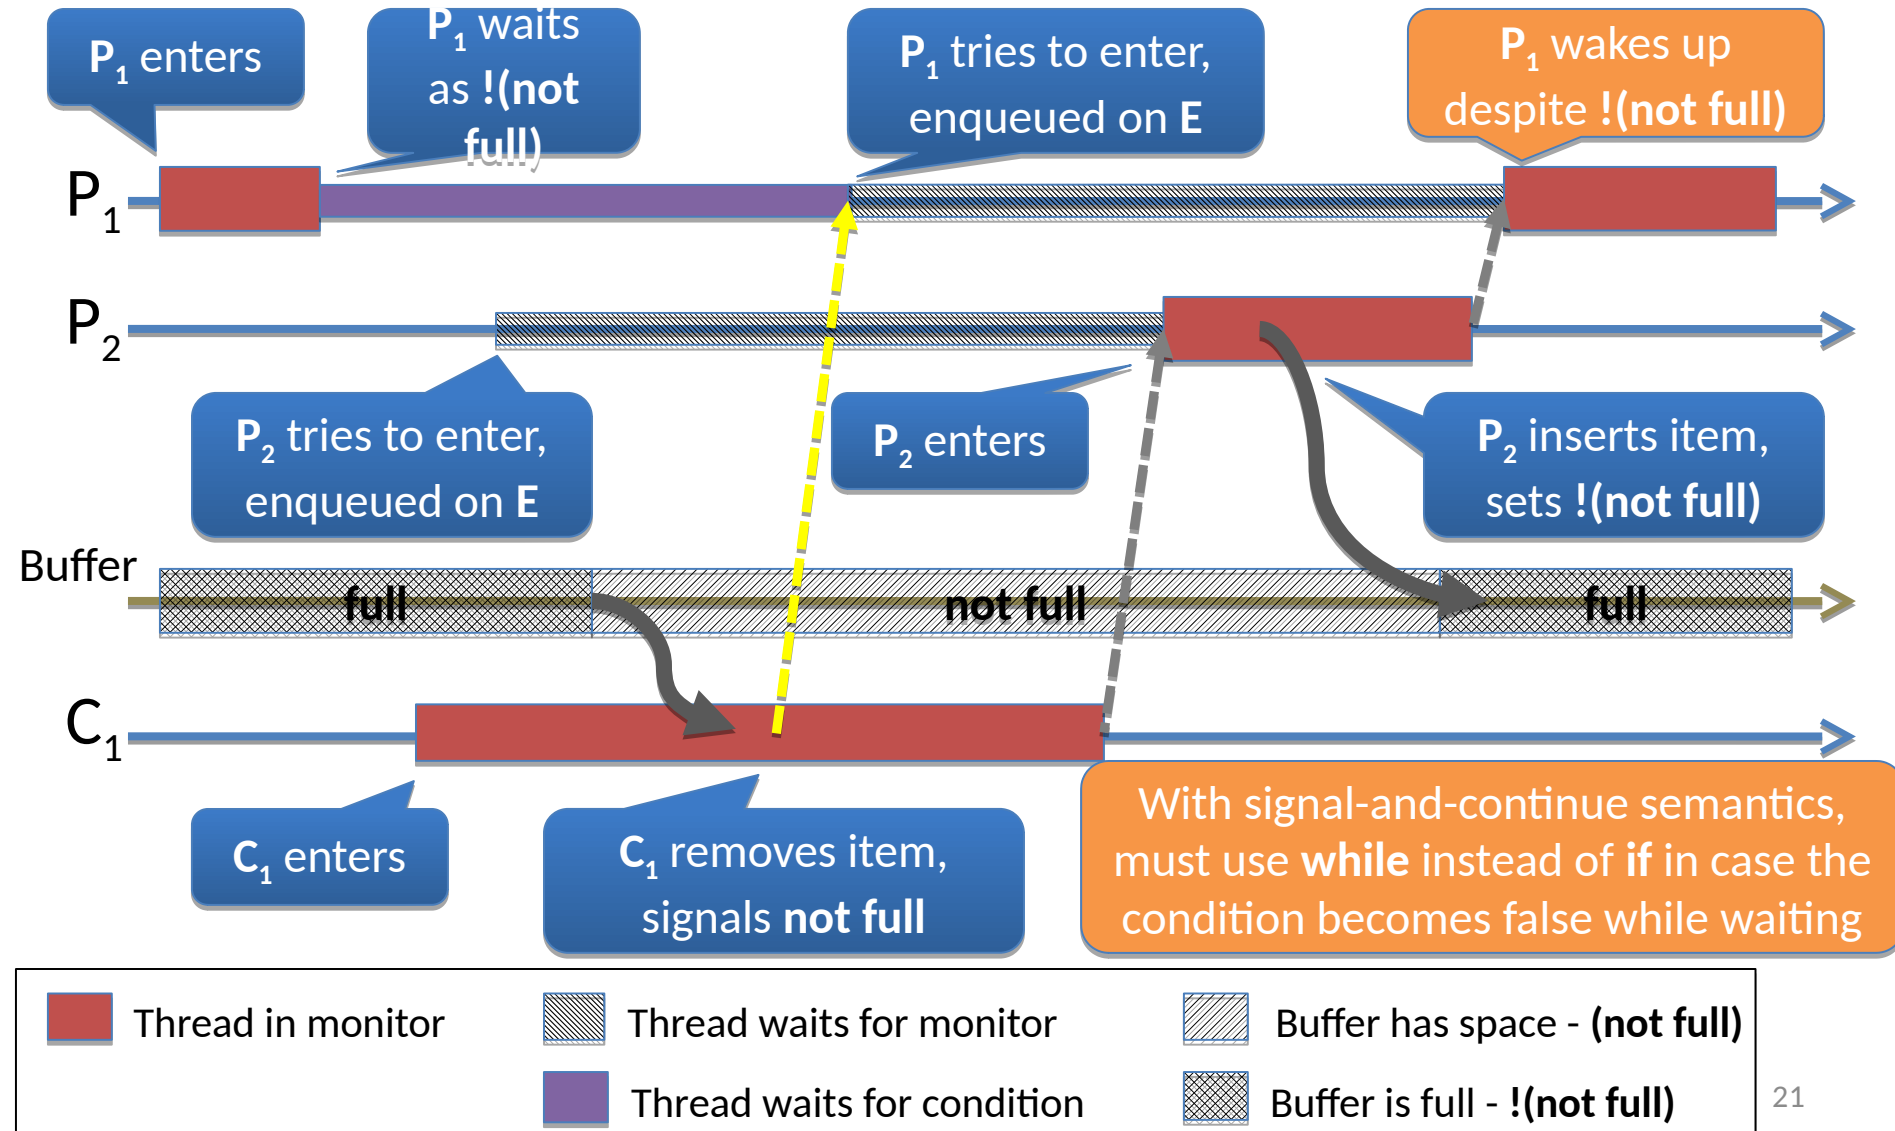 P1 enters
P1 waits
as !(not
full)
P1 tries to enter,
enqueued on E
P1 wakes up
despite !(not full)
P1
P2
P2 tries to enter,
enqueued on E
P2 enters
P2 inserts item,
sets !(not full)
Buffer
full
not full
full
C1
C1 enters
C1 removes item,
signals not full
With signal-and-continue semantics,
must use while instead of if in case the
condition becomes false while waiting
Thread in monitor
Thread waits for monitor
Buffer has space - (not full)
Thread waits for condition
Buffer is full - !(not full)
21